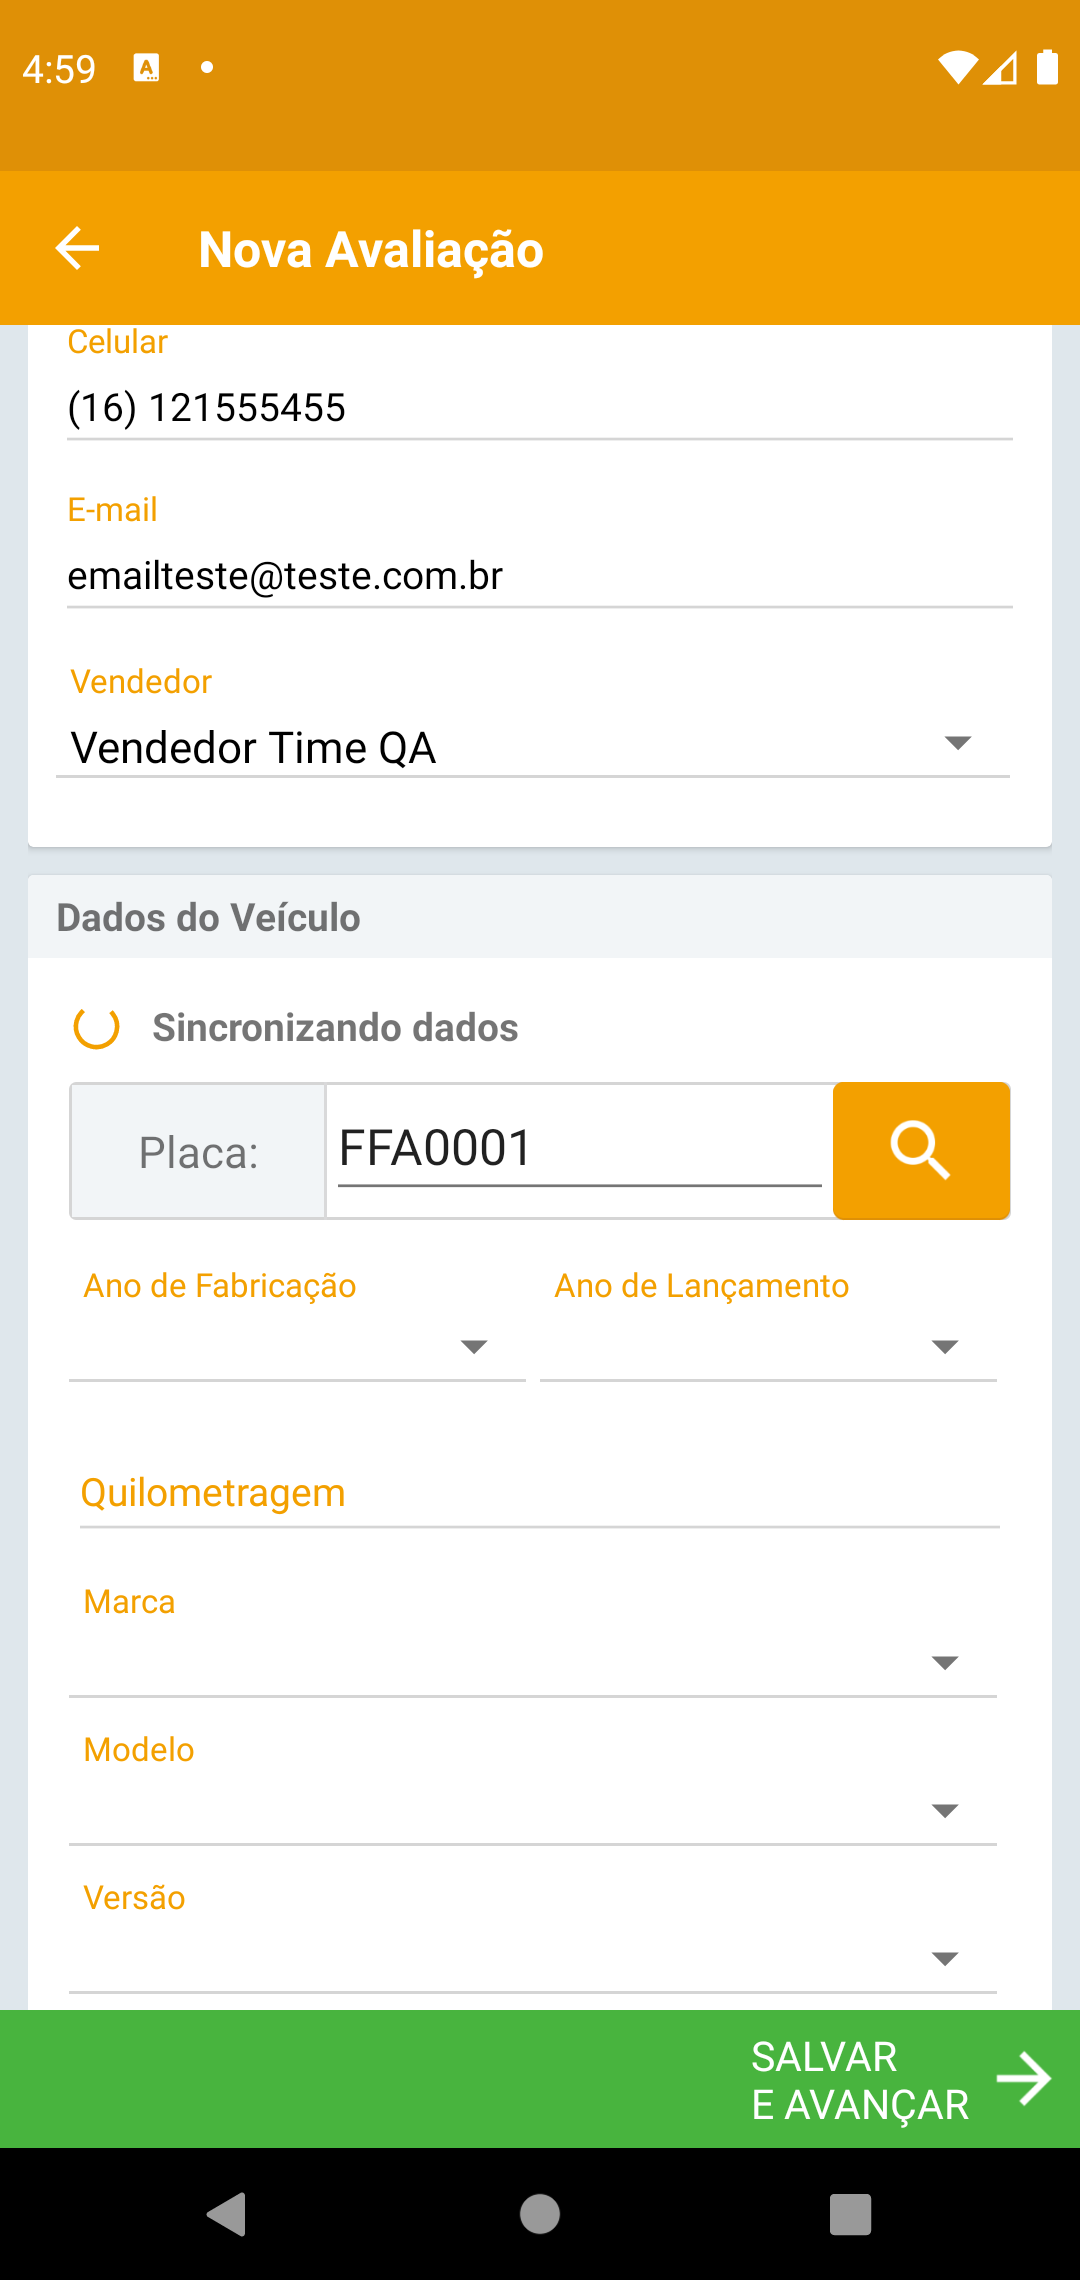 4:59
Nova Avaliação
Celular
(16) 121555455
E-mail
emailteste@teste.com.br
Vendedor
Vendedor Time QA
Dados do Veículo
Sincronizando dados
Placa: FFA0001
Ano de Fabricação Ano de Lançamento
Quilometragem
Marca
Modelo
Versão
SALVAR
E AVANÇAR